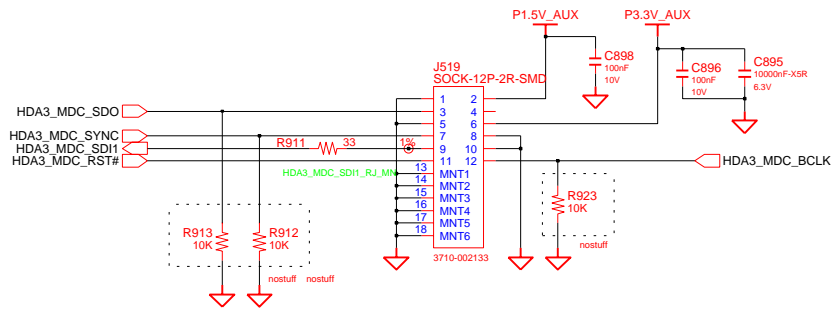 P1.5V_AUX
P3.3V_AUX
J519
SOCK-12P-2R-SMD
C898
100nF
10V
C896
100nF
10V
C895
10000nF-X5R
6.3V
HDA3_MDC_SDO
HDA3_MDC_SYNC
HDA3_MDC_SDI1
HDA3_MDC_RST#
R911
33
1%
1 2
3 4
5 6
7 8
9 10
11 12
13 MNT1
14 MNT2
15 MNT3
16 MNT4
17 MNT5
18 MNT6
HDA3_MDC_BCLK
HDA3_MDC_SDI1_RJ_MN
R913
10K
R912
10K
nostuff nostuff
R923
10K
nostuff
3710-002133